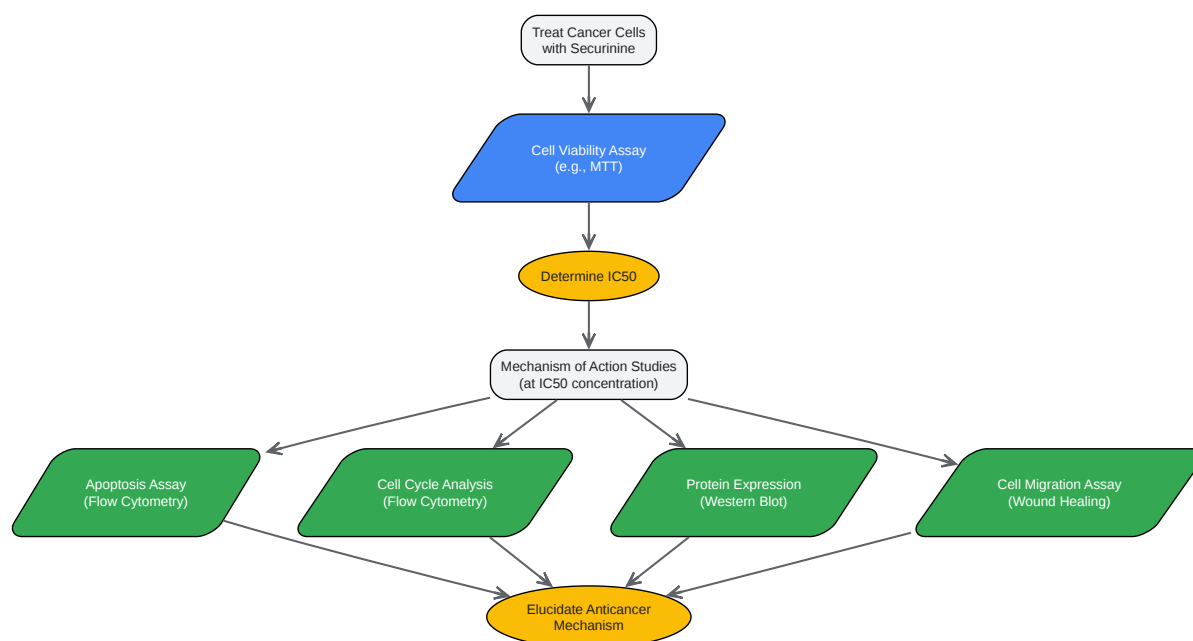 Treat Cancer Cells
with Securinine
Cell Viability Assay
(e.g., MTT)
Determine IC50
Mechanism of Action Studies
(at IC50 concentration)
Apoptosis Assay
(Flow Cytometry)
Cell Cycle Analysis
(Flow Cytometry)
Protein Expression
(Western Blot)
Cell Migration Assay
(Wound Healing)
Elucidate Anticancer
Mechanism